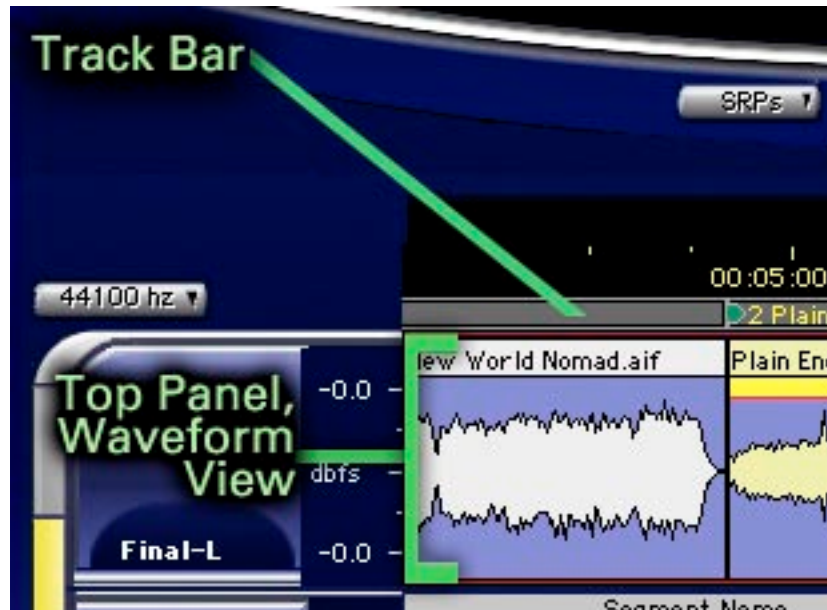 Track Bar
SRPs
00:05:00
44100 hz
2 Plain
ew World Nomad.aif
Plain En
Top Panel,
Waveform
View
-0.0
dbfs
-0.0
Final-L
Segment Name